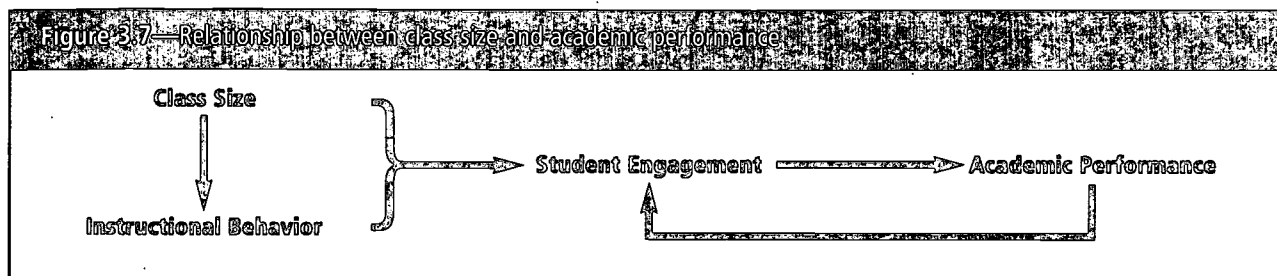 Figure 3.7—Relationship between class size and academic performance
Class Size
Student Engagement
Academic Performance
Instructional Behavior